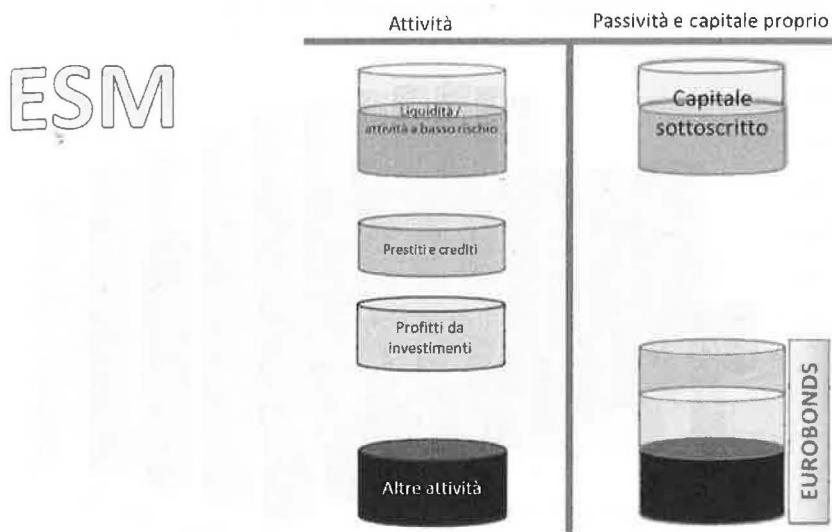 Attività
Passività e capitale proprio
ESM
Liquidità /
attività a basso rischio
Capitale
sottoscritto
Prestiti e crediti
Profitti da
investimenti
Altre attività
EUROBONDS